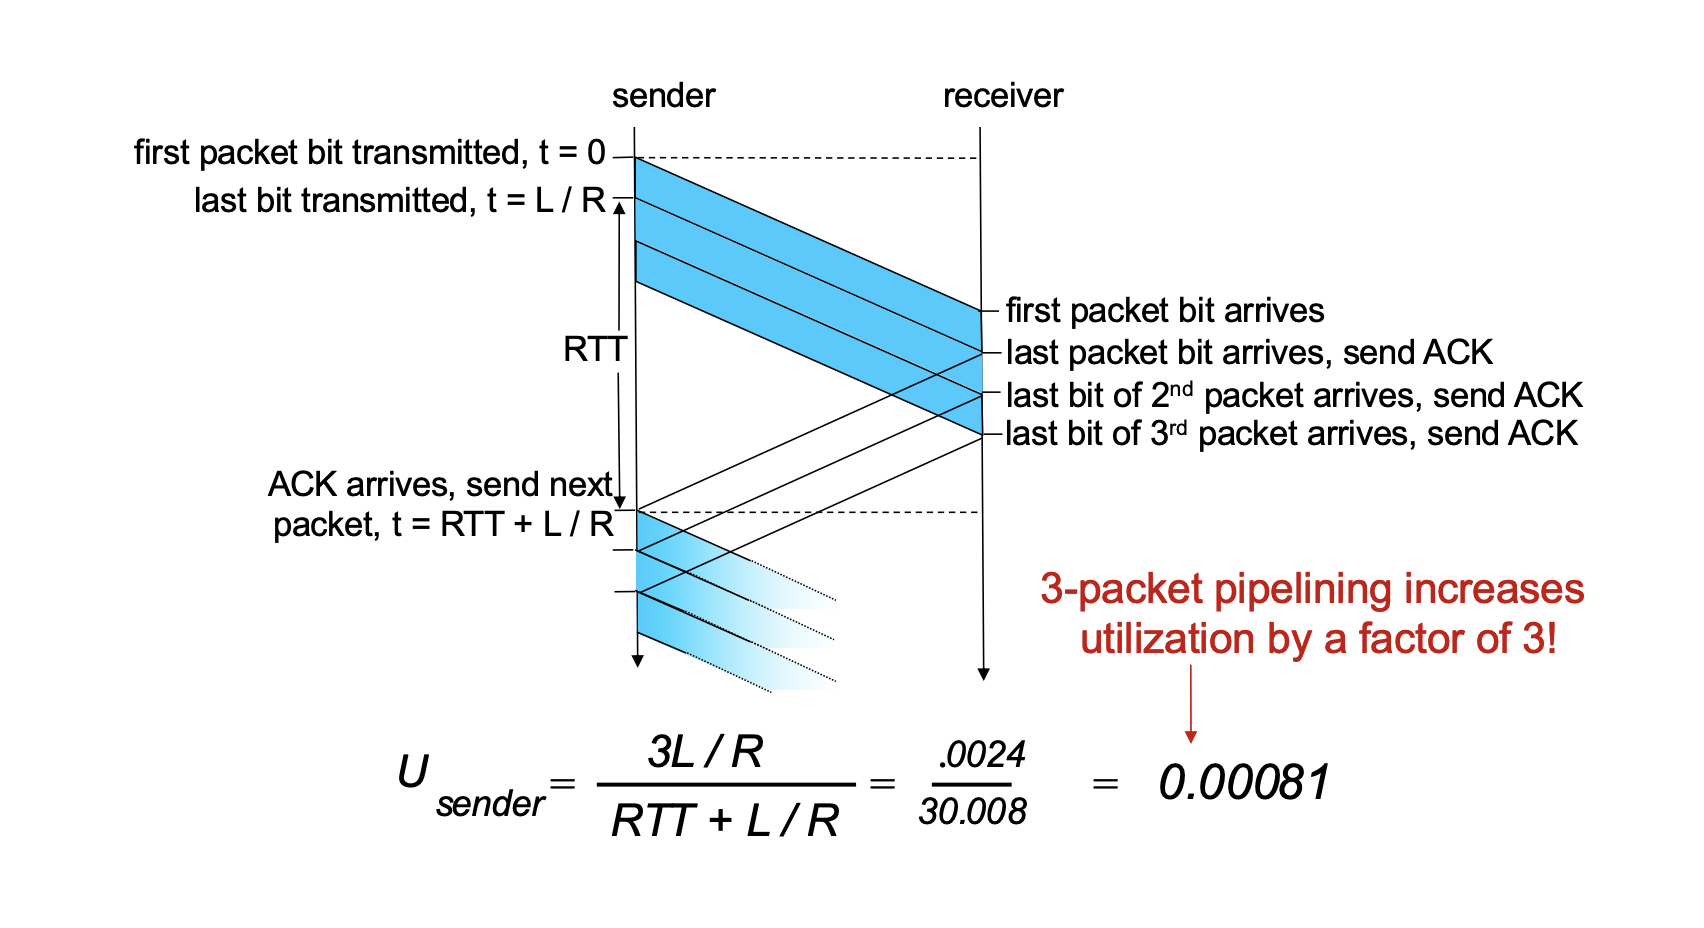 sender
receiver
first packet bit transmitted, t = 0
last bit transmitted, t = L / R
first packet bit arrives
RTT
last packet bit arrives, send ACK
last bit of 2nd packet arrives, send ACK
last bit of 3rd packet arrives, send ACK
ACK arrives, send next
packet, t = RTT + L / R
3-packet pipelining increases
utilization by a factor of 3!
U sender = 3L / R / RTT + L / R = .0024 / 30.008 = 0.00081